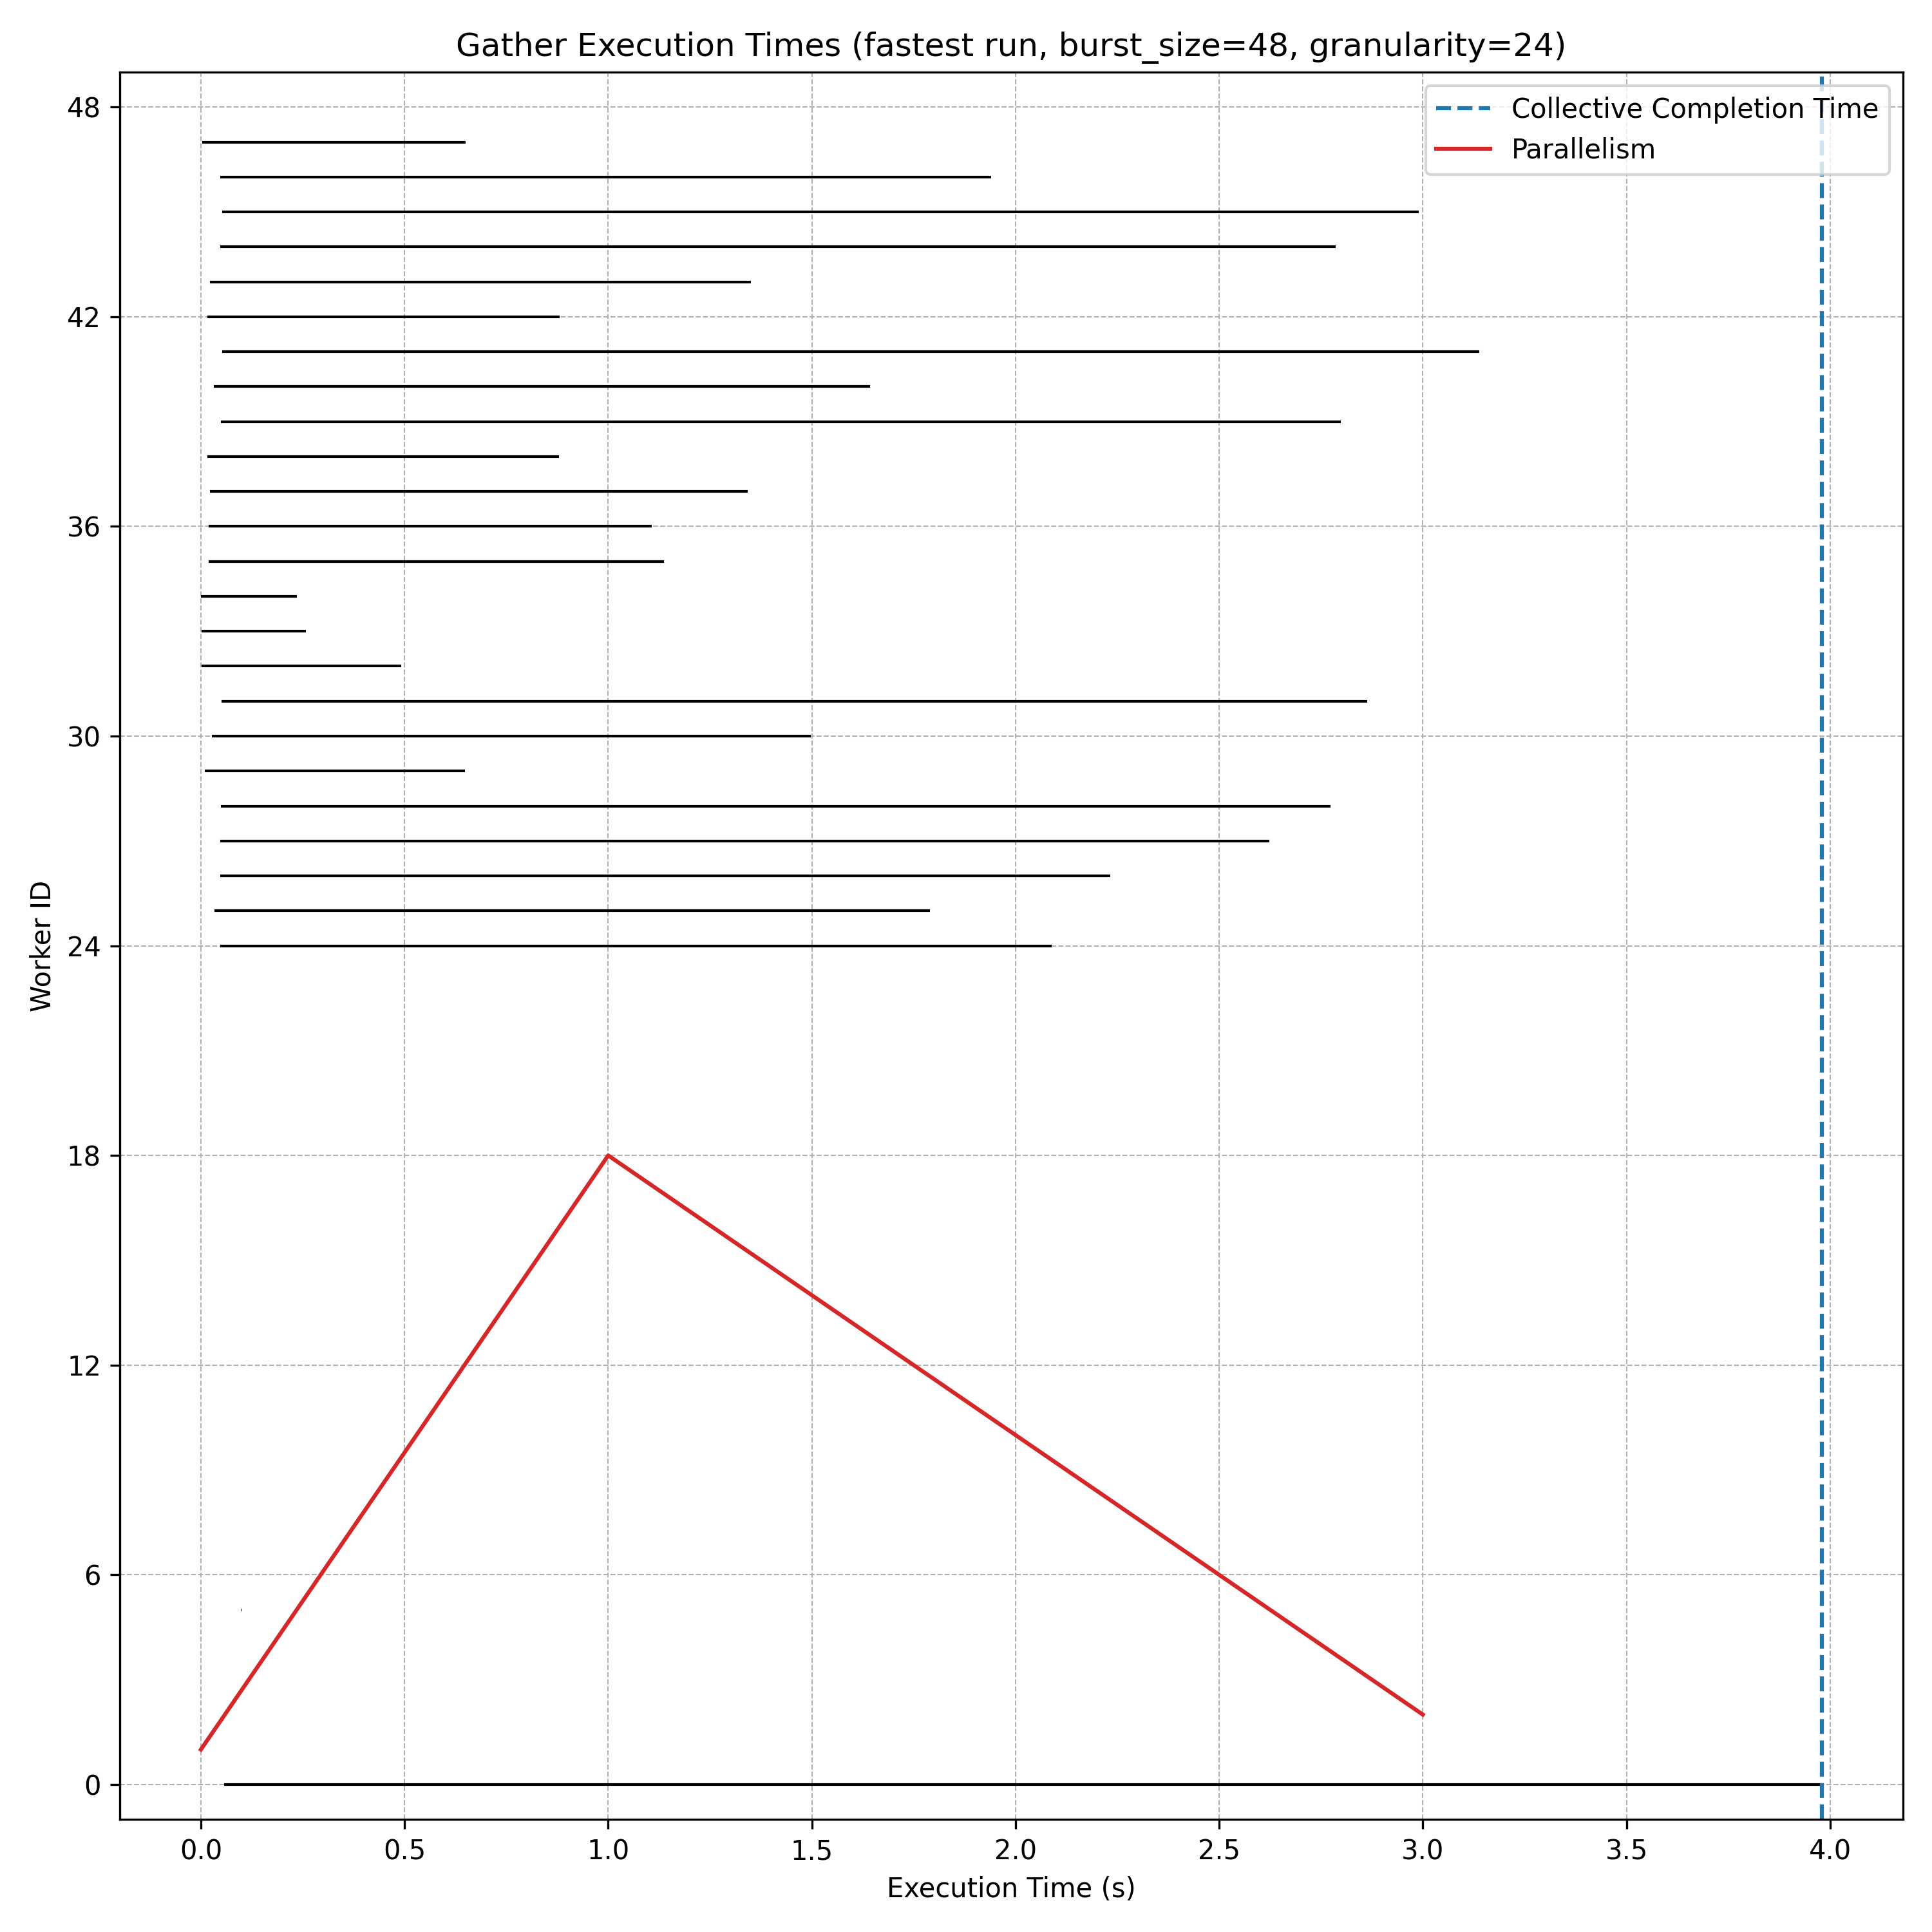 Gather Execution Times (fastest run, burst_size=48, granularity=24)
Collective Completion Time
Parallelism
48
42
36
30
24
18
12
6
0
Worker ID
0.0 0.5 1.0 1.5 2.0 2.5 3.0 3.5 4.0
Execution Time (s)